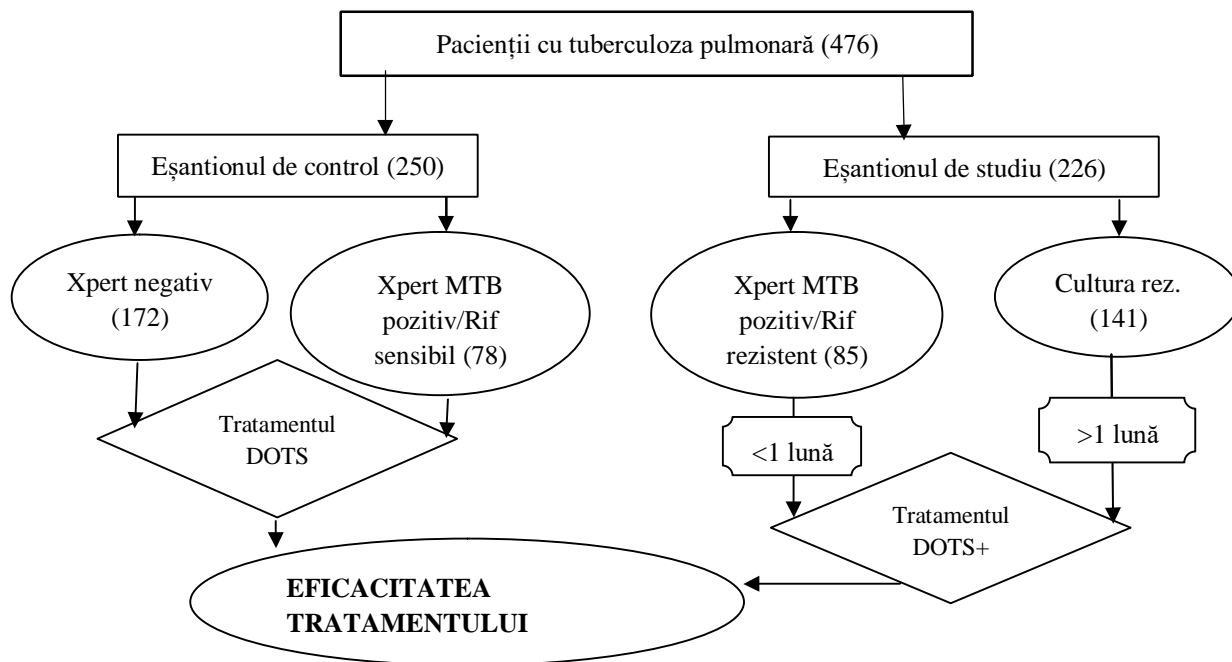 Pacienții cu tuberculoza pulmonară (476)
Eșantionul de control (250)
Eșantionul de studiu (226)
Xpert negativ
(172)
Xpert MTB
pozitiv/Rif
sensibil (78)
Xpert MTB
pozitiv/Rif
rezistent (85)
Cultura rez.
(141)
Tratamentul
DOTS
<1 lună
>1 lună
Tratamentul
DOTS+
EFICACITATEA
TRATAMENTULUI